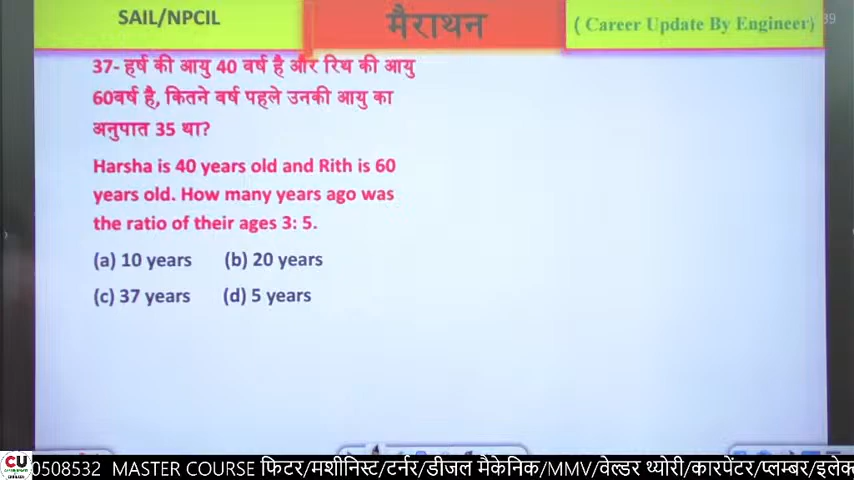 SAIL/NPCIL
मैराथन
( Career Update By Engineer)
39
37- हर्ष की आयु 40 वर्ष है और रिथ की आयु
60वर्ष है, कितने वर्ष पहले उनकी आयु का
अनुपात 35 था?
Harsha is 40 years old and Rith is 60
years old. How many years ago was
the ratio of their ages 3: 5.
(a) 10 years (b) 20 years
(c) 37 years (d) 5 years
CU
0508532 MASTER COURSE फिटर/मशीनिस्ट/टर्नर/डीजल मैकेनिक/MMV/वेल्डर थ्योरी/कारपेंटर/प्लम्बर/इलेक